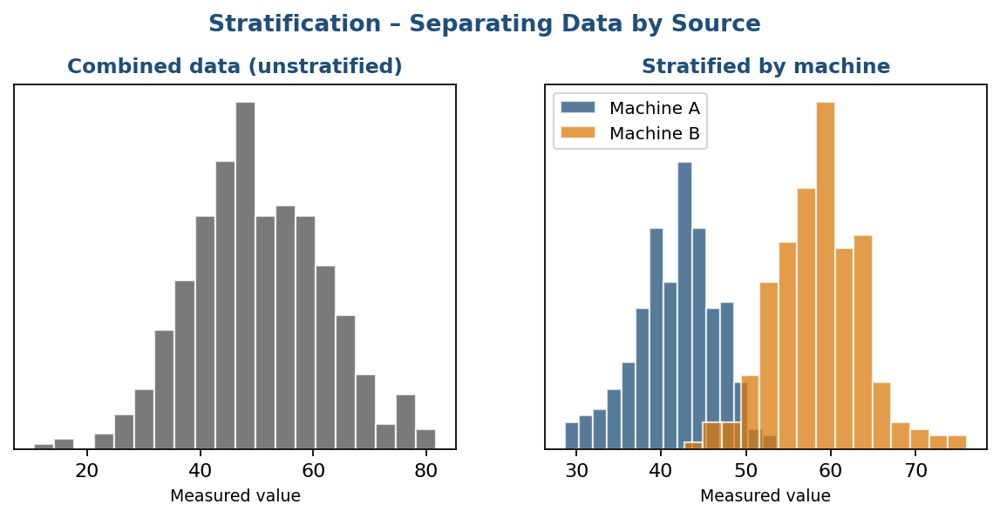 Stratification – Separating Data by Source
Combined data (unstratified)
20 40 60 80
Measured value
Stratified by machine
Machine A
Machine B
30 40 50 60 70
Measured value